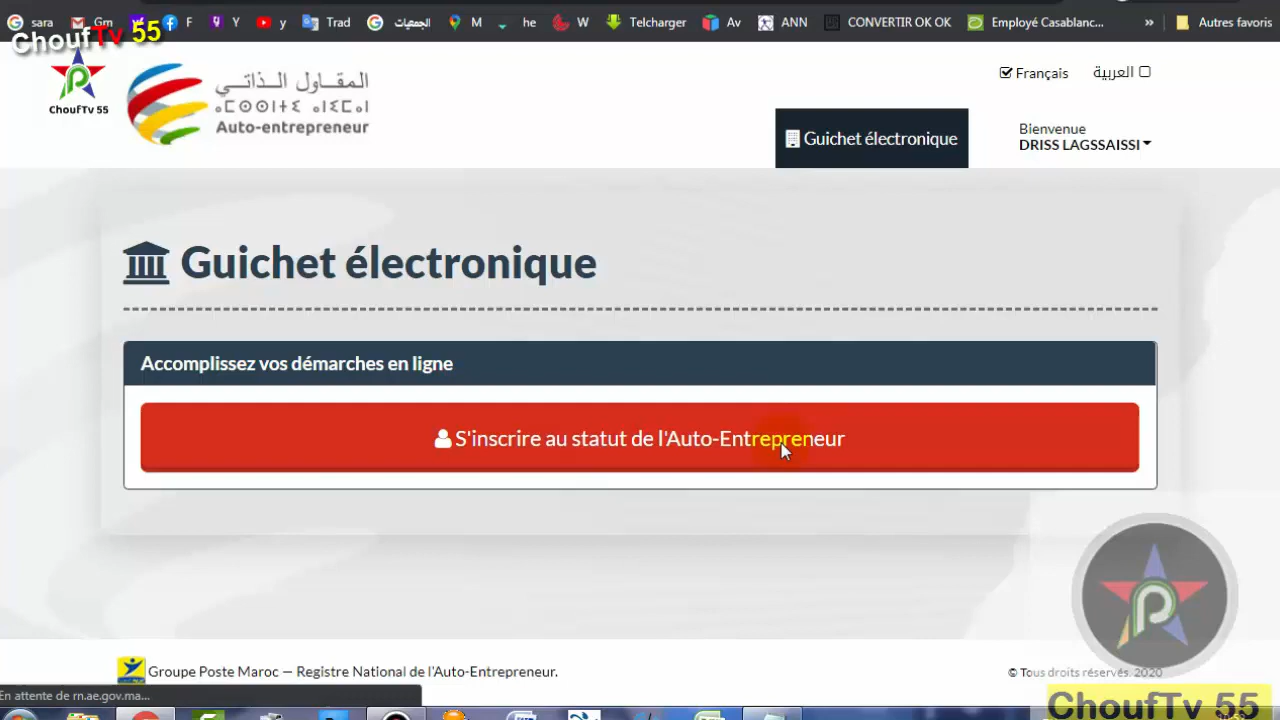 sara Gm F Y y Trad الجمعيات M he W Telcharger Av ANN CONVERTIR OK OK Employé Casablanc... » Autres favoris
ChoufTv 55
ChoufTv 55
المقاول الذاتي
Auto-entrepreneur
Français العربية
Guichet électronique
Bienvenue
DRISS LAGSSAISSI
Guichet électronique
Accomplissez vos démarches en ligne
S'inscrire au statut de l'Auto-Entrepreneur
Groupe Poste Maroc — Registre National de l'Auto-Entrepreneur.
© Tous droits réservés. 2020
En attente de rn.ae.gov.ma...
ChoufTv 55